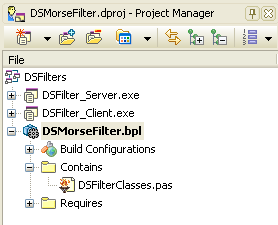 DSMorseFilter.dproj - Project Manager
File
DSFilters
DSFilter_Server.exe
DSFilter_Client.exe
DSMorseFilter.bpl
Build Configurations
Contains
DSFilterClasses.pas
Requires